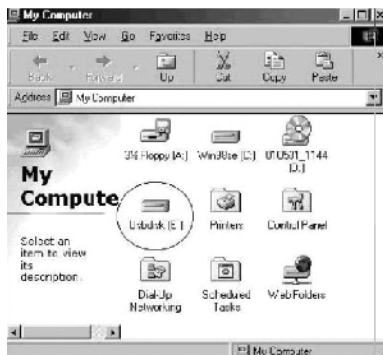 My Computer
File Edit View Go Favorites Help
Back Forward Up Cut Copy Paste
Address My Computer
3½ Floppy (A:) Win98se (C:) 010531_1144 (D:)
My
Compute
Usbdisk (E:) Printers Control Panel
Select an
item to view
its
description.
Dial-Up
Networking
Scheduled
Tasks
Web Folders
My Computer